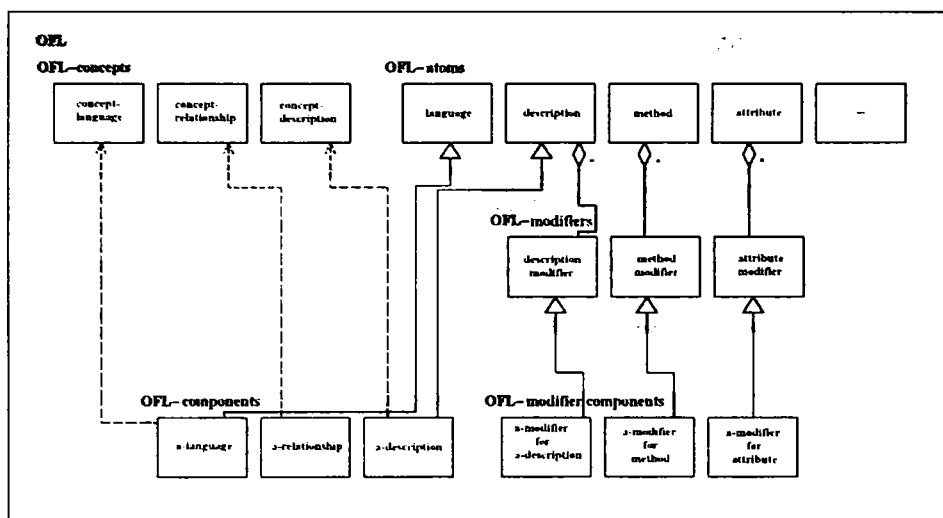 OFL
OFL-concepts
OFL-atoms
concept-
language
concept-
relationship
concept-
description
language
description
method
attribute
...
OFL-modifiers
description
modifier
method
modifier
attribute
modifier
OFL-components
OFL-modifier components
a-language
a-relationship
a-description
a-modifier
for
a-description
a-modifier
for
method
a-modifier
for
attribute